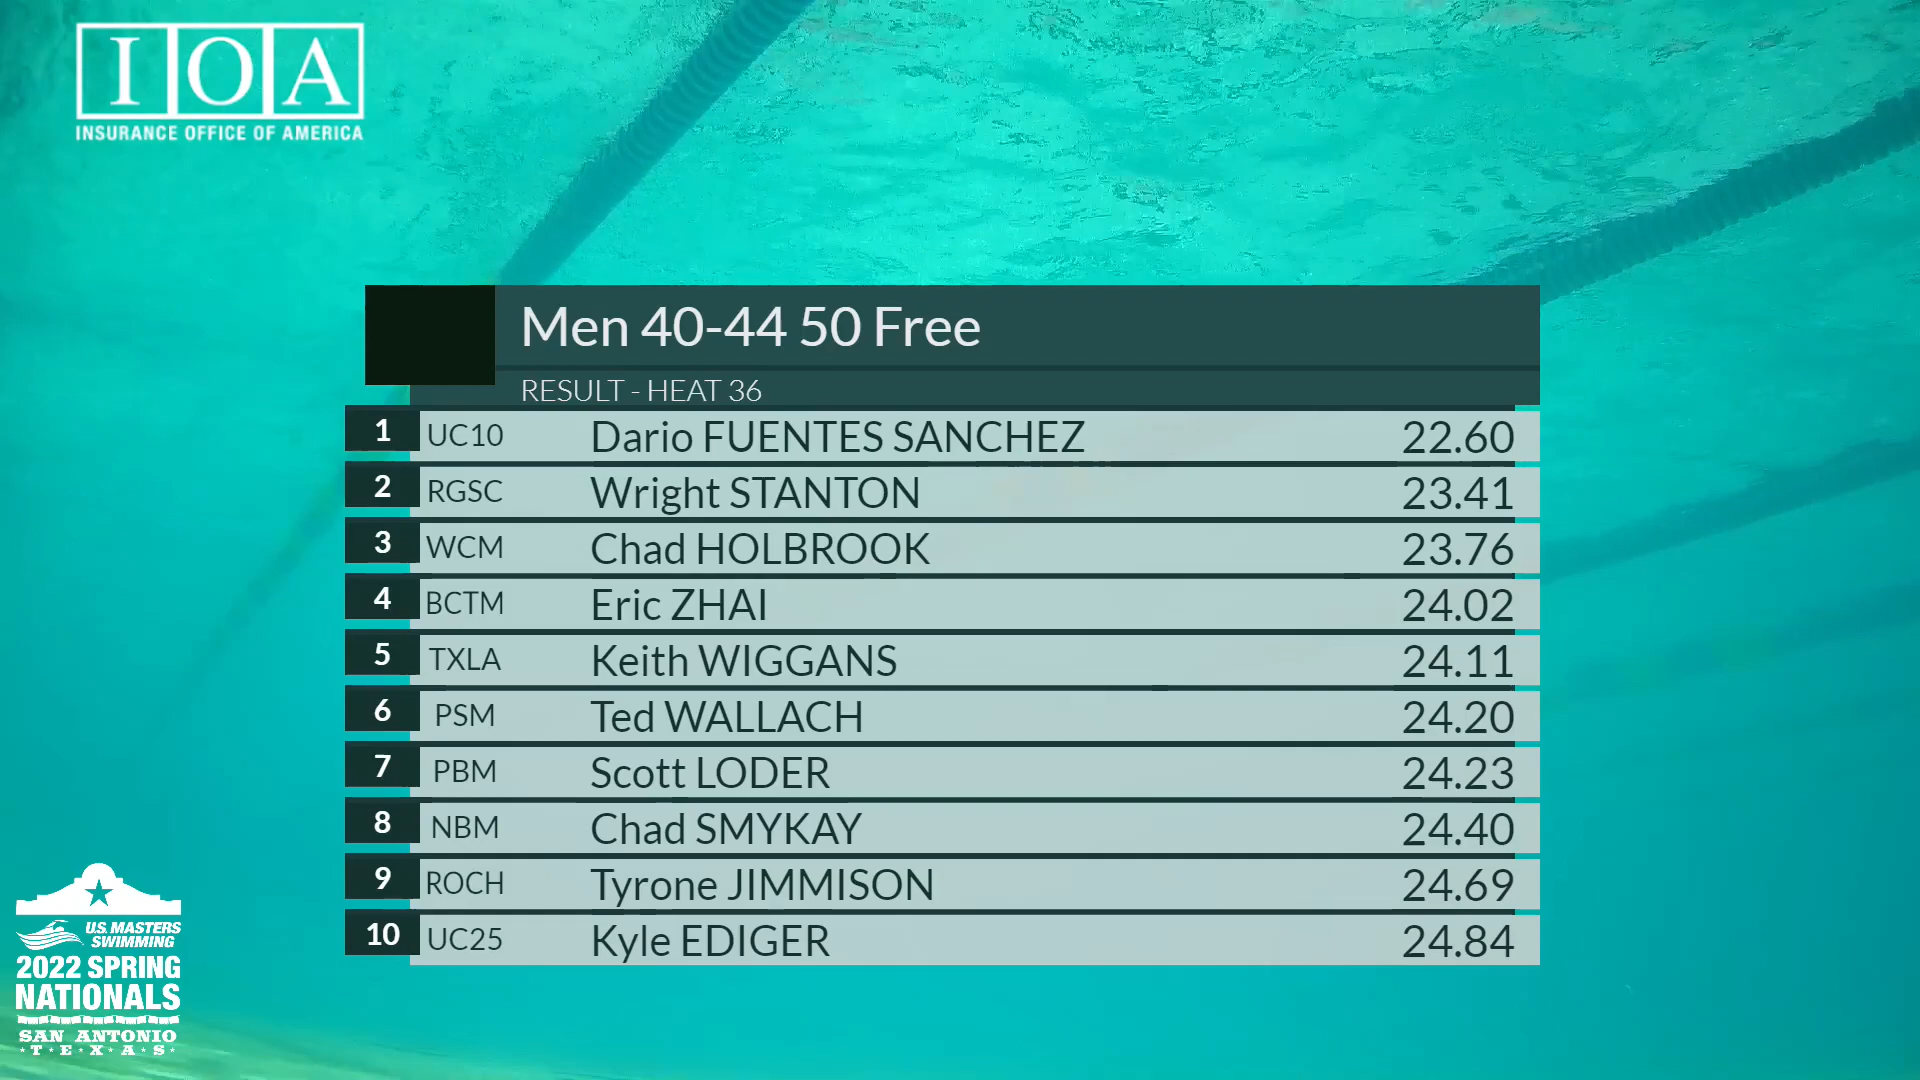 IOA
INSURANCE OFFICE OF AMERICA
Men 40-44 50 Free
RESULT - HEAT 36
1 UC10 Dario FUENTES SANCHEZ 22.60
2 RGSC Wright STANTON 23.41
3 WCM Chad HOLBROOK 23.76
4 BCTM Eric ZHAI 24.02
5 TXLA Keith WIGGANS 24.11
6 PSM Ted WALLACH 24.20
7 PBM Scott LODER 24.23
8 NBM Chad SMYKAY 24.40
9 ROCH Tyrone JIMMISON 24.69
10 UC25 Kyle EDIGER 24.84
U.S. MASTERS
SWIMMING
2022 SPRING
NATIONALS
SAN ANTONIO
T·E·X·A·S